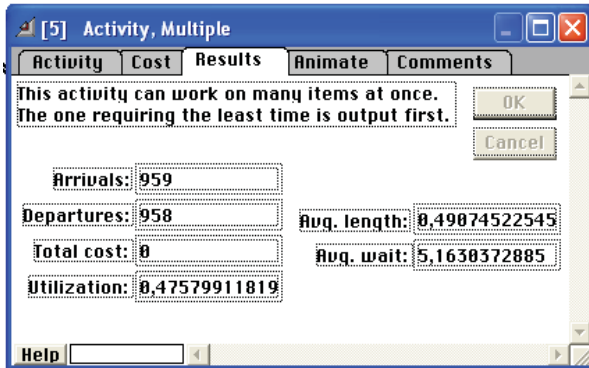 [5] Activity, Multiple
Activity Cost Results Animate Comments
This activity can work on many items at once.
The one requiring the least time is output first.
OK
Cancel
Arrivals: 959
Departures: 958
Avg. length: 0,49074522545
Total cost: 0
Avg. wait: 5,1630372885
Utilization: 0,47579911819
Help